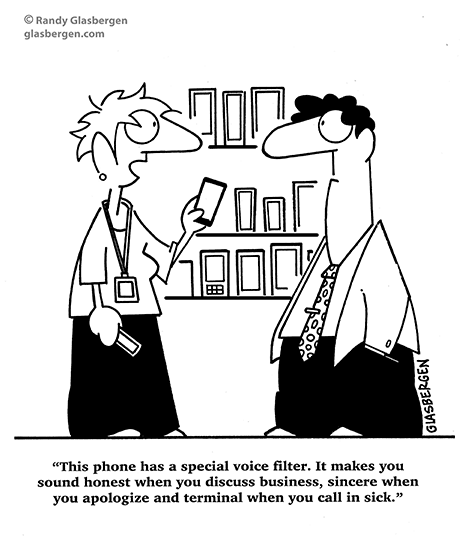 © Randy Glasbergen
glasbergen.com
GLASBERGEN
“This phone has a special voice filter. It makes you
sound honest when you discuss business, sincere when
you apologize and terminal when you call in sick.”